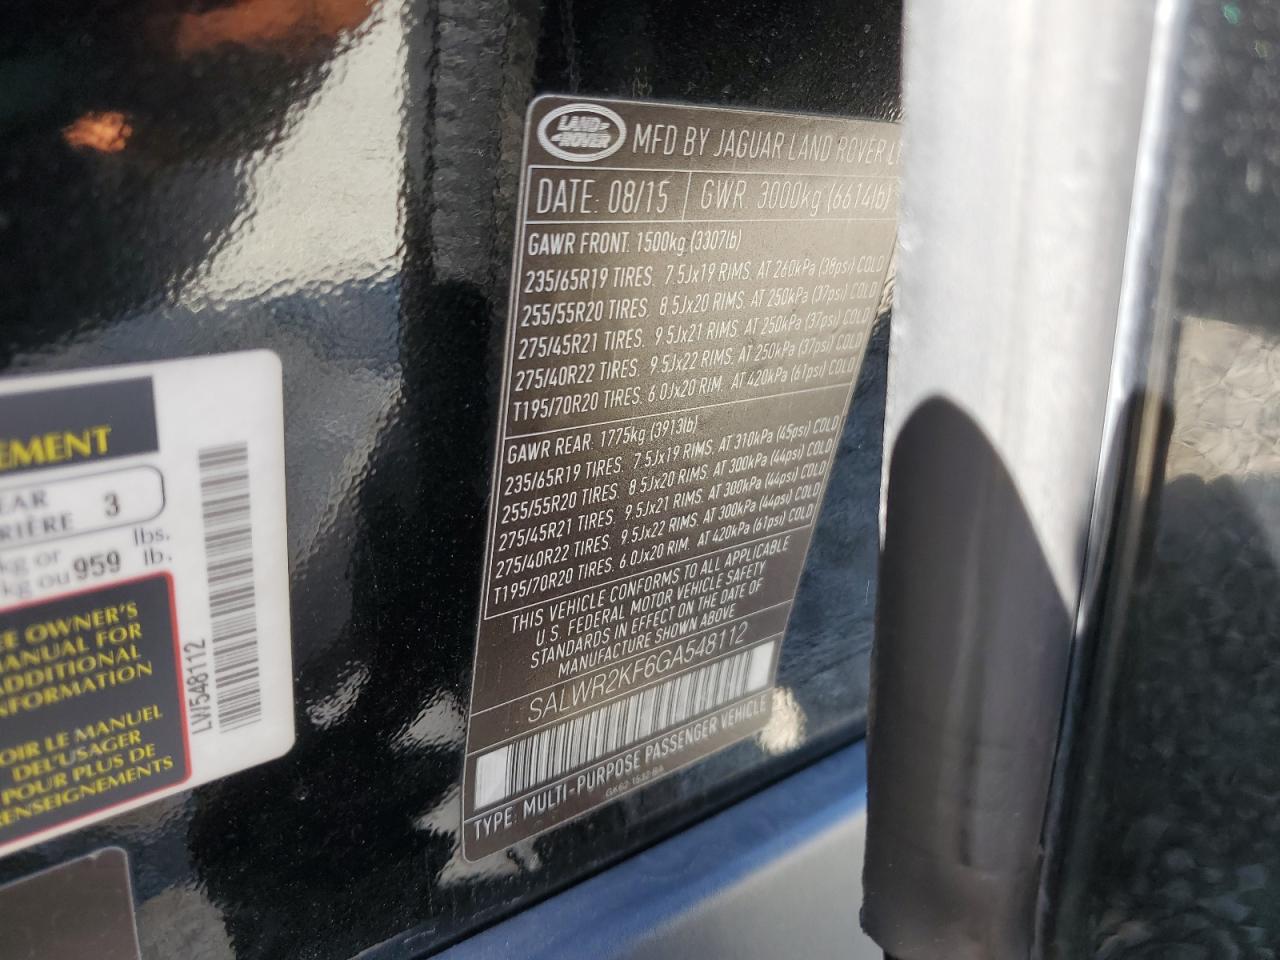 LAND ROVER
MFD BY JAGUAR LAND ROVER
DATE: 08/15 GWR. 3000kg (6614lb)
GAWR FRONT. 1500kg (3307lb)
235/65R19 TIRES. 7.5Jx19 RIMS. AT 260kPa (38psi) COLD
255/55R20 TIRES. 8.5Jx20 RIMS. AT 250kPa (37psi) COLD
275/45R21 TIRES. 9.5Jx21 RIMS. AT 250kPa (37psi) COLD
275/40R22 TIRES. 9.5Jx22 RIMS. AT 250kPa (37psi) COLD
T195/70R20 TIRES. 6.0Jx20 RIM. AT 420kPa (61psi) COLD
GAWR REAR: 1775kg (3913lb)
235/65R19 TIRES. 7.5Jx19 RIMS. AT 310kPa (45psi) COLD
255/55R20 TIRES. 8.5Jx20 RIMS. AT 300kPa (44psi) COLD
275/45R21 TIRES. 9.5Jx21 RIMS. AT 300kPa (44psi) COLD
275/40R22 TIRES. 9.5Jx22 RIMS. AT 300kPa (44psi) COLD
T195/70R20 TIRES. 6.0Jx20 RIM. AT 420kPa (61psi) COLD
THIS VEHICLE CONFORMS TO ALL APPLICABLE
U.S. FEDERAL MOTOR VEHICLE SAFETY
STANDARDS IN EFFECT ON THE DATE OF
MANUFACTURE SHOWN ABOVE
SALWR2KF6GA548112
TYPE: MULTI-PURPOSE PASSENGER VEHICLE
EMENT
EAR
RIÈRE 3
kg or lbs.
kg ou 959 lb.
EE OWNER'S
MANUAL FOR
ADDITIONAL
NFORMATION
OIR LE MANUEL
DE L'USAGER
POUR PLUS DE
RENSEIGNEMENTS
LW548112